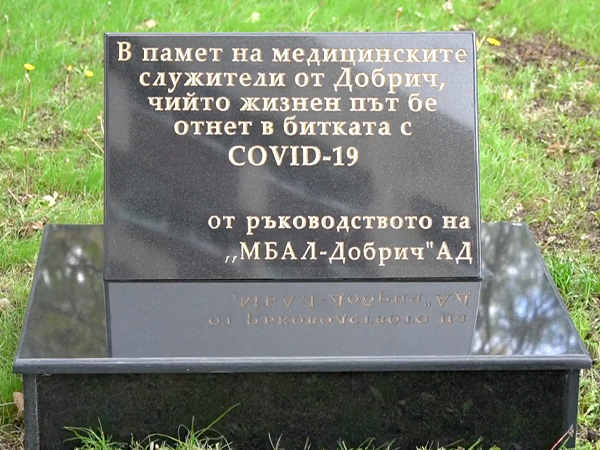 В памет на медицинските
служители от Добрич,
чийто жизнен път бе
отнет в битката с
COVID-19
от ръководството на
,,МБАЛ-Добрич"АД